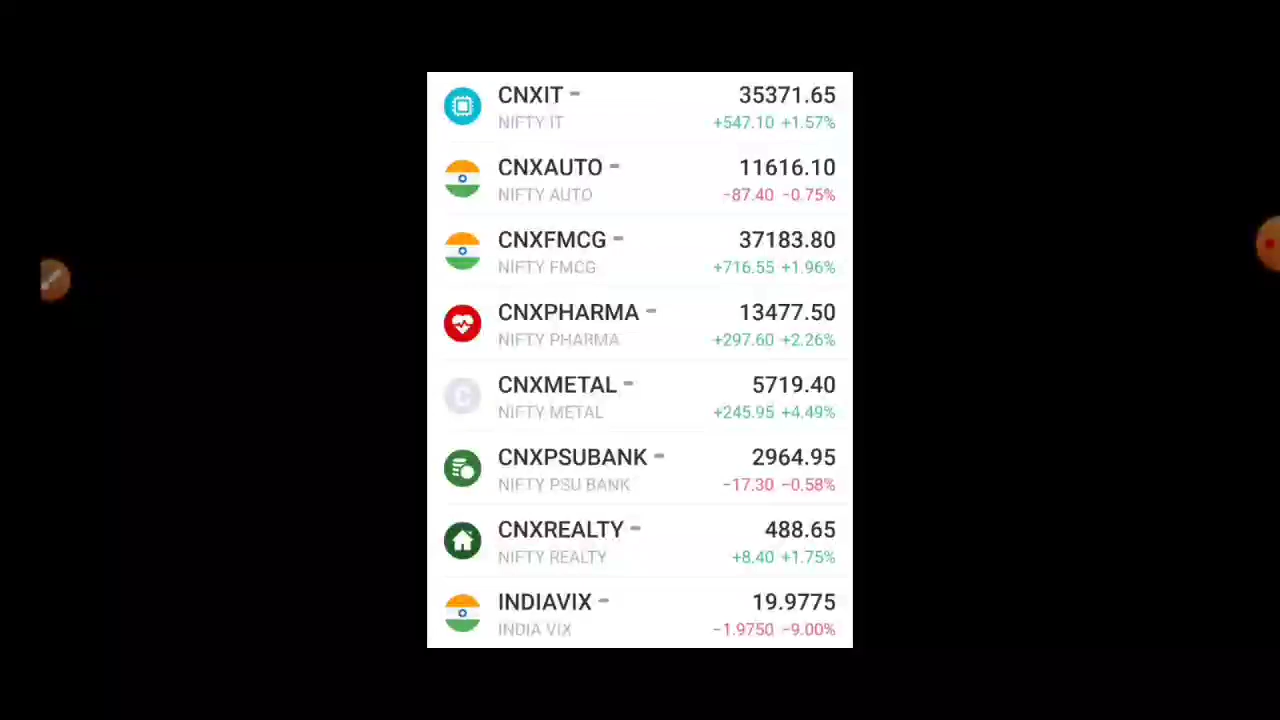 CNXIT
35371.65
NIFTY IT
+547.10 +1.57%
CNXAUTO
11616.10
NIFTY AUTO
−87.40 −0.75%
CNXFMCG
37183.80
NIFTY FMCG
+716.55 +1.96%
CNXPHARMA
13477.50
NIFTY PHARMA
+297.60 +2.26%
C
CNXMETAL
5719.40
NIFTY METAL
+245.95 +4.49%
CNXPSUBANK
2964.95
NIFTY PSU BANK
−17.30 −0.58%
CNXREALTY
488.65
NIFTY REALTY
+8.40 +1.75%
INDIAVIX
19.9775
INDIA VIX
−1.9750 −9.00%